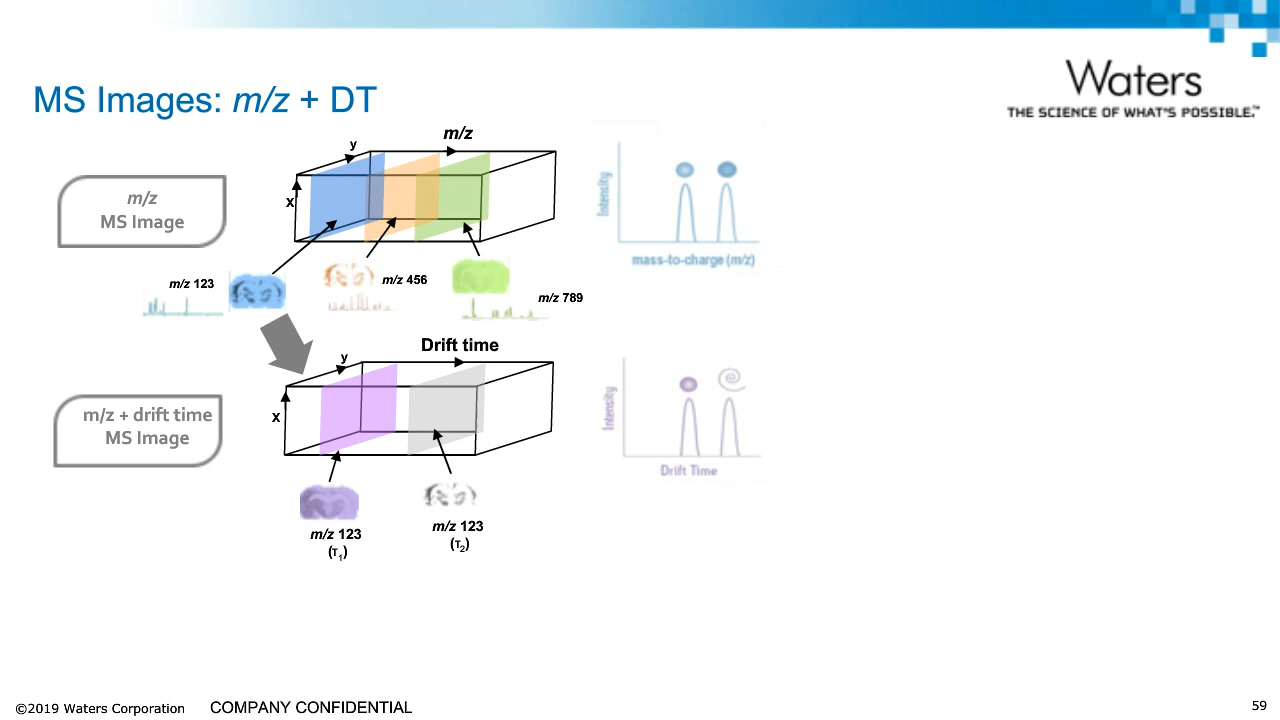 Waters
THE SCIENCE OF WHAT'S POSSIBLE.™
MS Images: m/z + DT
m/z
y
x
m/z
MS Image
m/z 123
m/z 456
m/z 789
Intensity
mass-to-charge (m/z)
Drift time
y
x
m/z + drift time
MS Image
m/z 123
(τ1)
m/z 123
(τ2)
Intensity
Drift Time
©2019 Waters Corporation
COMPANY CONFIDENTIAL
59